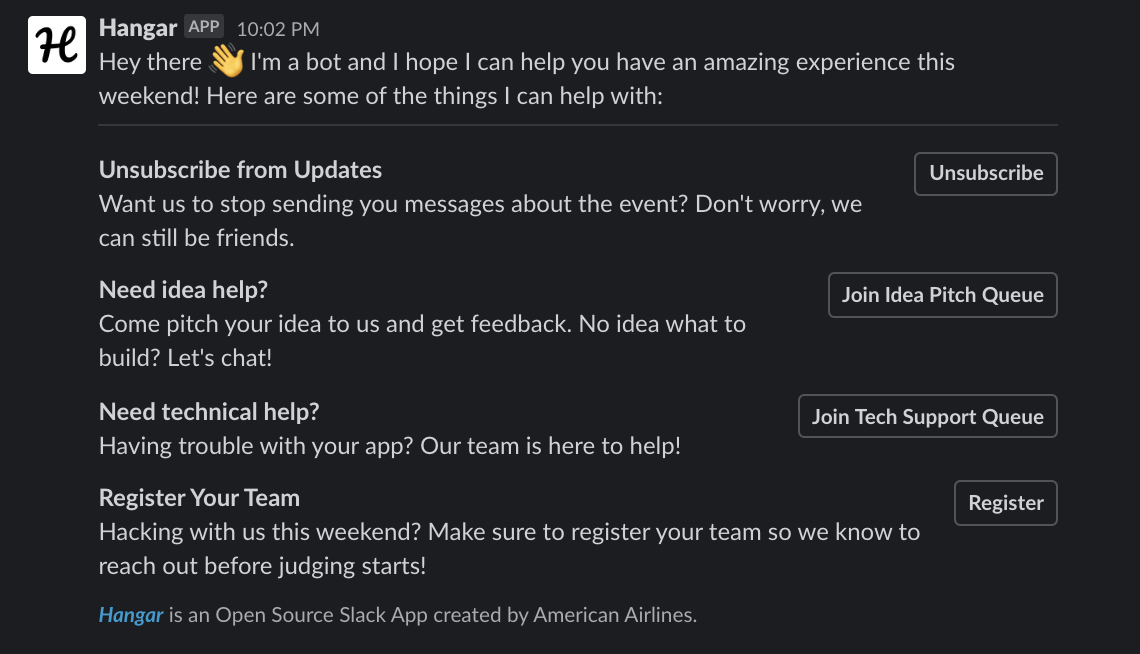 H
Hangar APP 10:02 PM
Hey there 👋 I'm a bot and I hope I can help you have an amazing experience this
weekend! Here are some of the things I can help with:
Unsubscribe from Updates
Unsubscribe
Want us to stop sending you messages about the event? Don't worry, we
can still be friends.
Need idea help?
Join Idea Pitch Queue
Come pitch your idea to us and get feedback. No idea what to
build? Let's chat!
Need technical help?
Join Tech Support Queue
Having trouble with your app? Our team is here to help!
Register Your Team
Register
Hacking with us this weekend? Make sure to register your team so we know to
reach out before judging starts!
Hangar is an Open Source Slack App created by American Airlines.